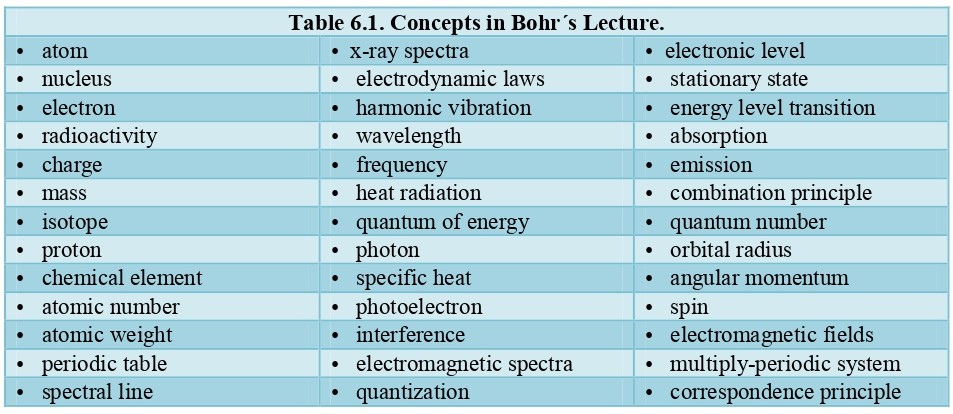 Table 6.1. Concepts in Bohr´s Lecture.
• atom • x-ray spectra • electronic level
• nucleus • electrodynamic laws • stationary state
• electron • harmonic vibration • energy level transition
• radioactivity • wavelength • absorption
• charge • frequency • emission
• mass • heat radiation • combination principle
• isotope • quantum of energy • quantum number
• proton • photon • orbital radius
• chemical element • specific heat • angular momentum
• atomic number • photoelectron • spin
• atomic weight • interference • electromagnetic fields
• periodic table • electromagnetic spectra • multiply-periodic system
• spectral line • quantization • correspondence principle